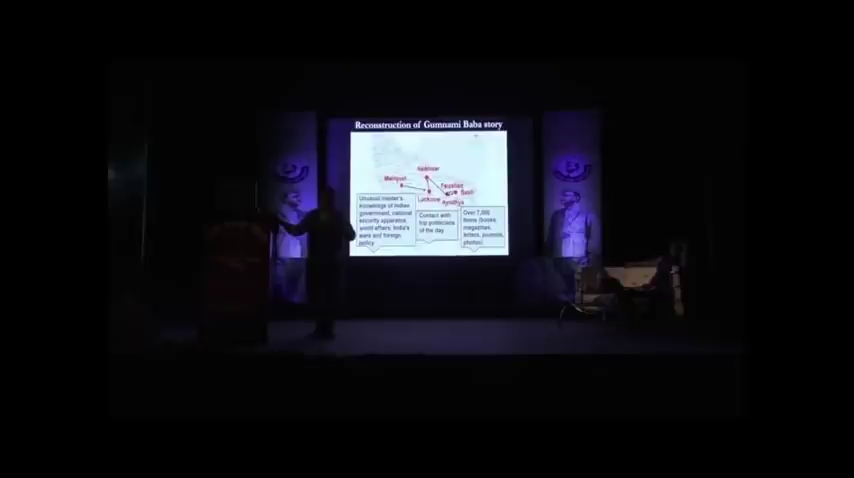 Reconstruction of Gumnami Baba story
Naimisar
Mainpuri
Faizabad
Basti
Lucknow
Ayodhya
Unusual insider's
knowledge of Indian
government, national
security apparatus,
world affairs, India's
wars and foreign
policy
Contact with
top politicians
of the day
Over 7,000
items (books,
magazines,
letters, journals,
photos)